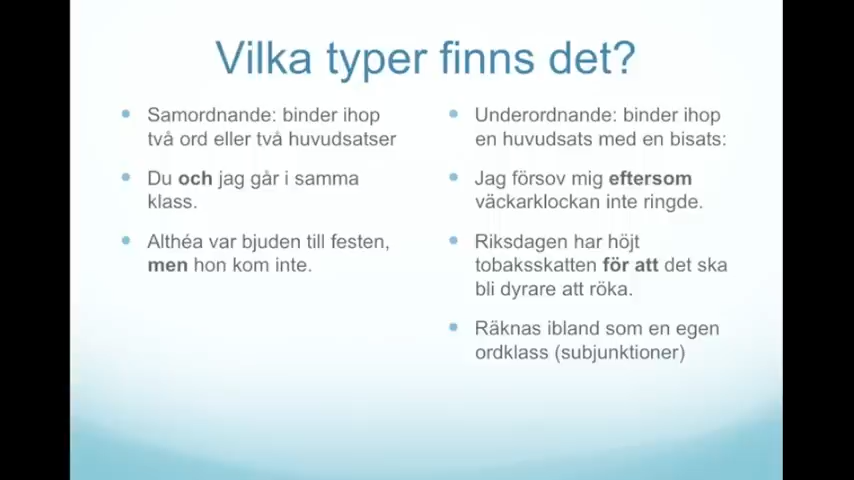 Vilka typer finns det?
Samordnande: binder ihop
två ord eller två huvudsatser
Du och jag går i samma
klass.
Althéa var bjuden till festen,
men hon kom inte.
Underordnande: binder ihop
en huvudsats med en bisats:
Jag försov mig eftersom
väckarklockan inte ringde.
Riksdagen har höjt
tobaksskatten för att det ska
bli dyrare att röka.
Räknas ibland som en egen
ordklass (subjunktioner)